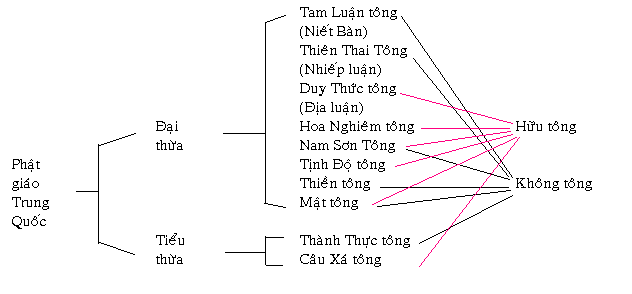 Phật
giáo
Trung
Quốc
Đại
thừa
Tiểu
thừa
Tam Luận tông
(Niết Bàn)
Thiên Thai Tông
(Nhiếp luận)
Duy Thức tông
(Địa luận)
Hoa Nghiêm tông
Nam Sơn Tông
Tịnh Độ tông
Thiền tông
Mật tông
Thành Thực tông
Câu Xá tông
Hữu tông
Không tông